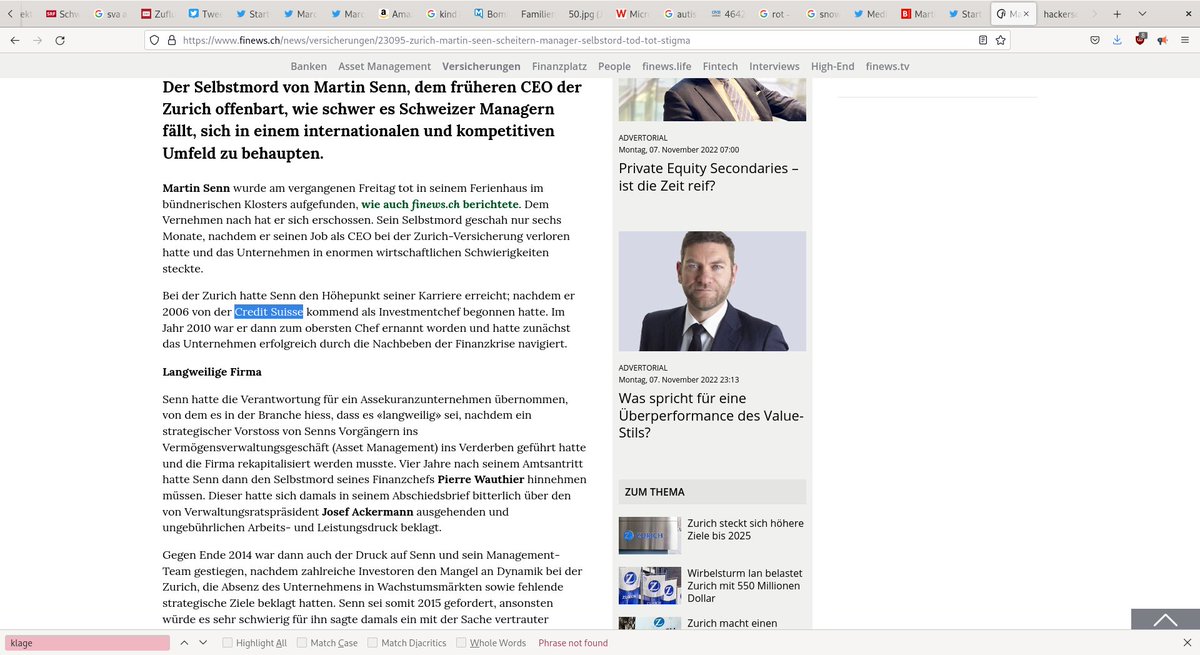 ekt
Schw
sva a
Zuflu
Twee
Start
Marc
Marc
Ama
kind
Bom
Familien
50.jpg (
Micr
autis
4642
rot -
snow
Medi
Marti
Start
Ma
hackers
https://www.finews.ch/news/versicherungen/23095-zurich-martin-seen-scheitern-manager-selbstord-tod-tot-stigma
Banken Asset Management Versicherungen Finanzplatz People finews.life Fintech Interviews High-End finews.tv
Der Selbstmord von Martin Senn, dem früheren CEO der
Zurich offenbart, wie schwer es Schweizer Managern
fällt, sich in einem internationalen und kompetitiven
Umfeld zu behaupten.
Martin Senn wurde am vergangenen Freitag tot in seinem Ferienhaus im
bündnerischen Klosters aufgefunden, wie auch finews.ch berichtete. Dem
Vernehmen nach hat er sich erschossen. Sein Selbstmord geschah nur sechs
Monate, nachdem er seinen Job als CEO bei der Zurich-Versicherung verloren
hatte und das Unternehmen in enormen wirtschaftlichen Schwierigkeiten
steckte.
Bei der Zurich hatte Senn den Höhepunkt seiner Karriere erreicht; nachdem er
2006 von der Credit Suisse kommend als Investmentchef begonnen hatte. Im
Jahr 2010 war er dann zum obersten Chef ernannt worden und hatte zunächst
das Unternehmen erfolgreich durch die Nachbeben der Finanzkrise navigiert.
Langweilige Firma
Senn hatte die Verantwortung für ein Assekuranzunternehmen übernommen,
von dem es in der Branche hiess, dass es «langweilig» sei, nachdem ein
strategischer Vorstoss von Senns Vorgängern ins
Vermögensverwaltungsgeschäft (Asset Management) ins Verderben geführt hatte
und die Firma rekapitalisiert werden musste. Vier Jahre nach seinem Amtsantritt
hatte Senn dann den Selbstmord seines Finanzchefs Pierre Wauthier hinnehmen
müssen. Dieser hatte sich damals in seinem Abschiedsbrief bitterlich über den
von Verwaltungsratspräsident Josef Ackermann ausgehenden und
ungebührlichen Arbeits- und Leistungsdruck beklagt.
Gegen Ende 2014 war dann auch der Druck auf Senn und sein Management-
Team gestiegen, nachdem zahlreiche Investoren den Mangel an Dynamik bei der
Zurich, die Absenz des Unternehmens in Wachstumsmärkten sowie fehlende
strategische Ziele beklagt hatten. Senn sei somit 2015 gefordert, ansonsten
würde es sehr schwierig für ihn sagte damals ein mit der Sache vertrauter
ADVERTORIAL
Montag, 07. November 2022 07:00
Private Equity Secondaries –
ist die Zeit reif?
ADVERTORIAL
Montag, 07. November 2022 23:13
Was spricht für eine
Überperformance des Value-
Stils?
ZUM THEMA
ZURICH
Zurich steckt sich höhere
Ziele bis 2025
Wirbelsturm Ian belastet
Zurich mit 550 Millionen
Dollar
Zurich macht einen
klage
Highlight All
Match Case
Match Diacritics
Whole Words
Phrase not found